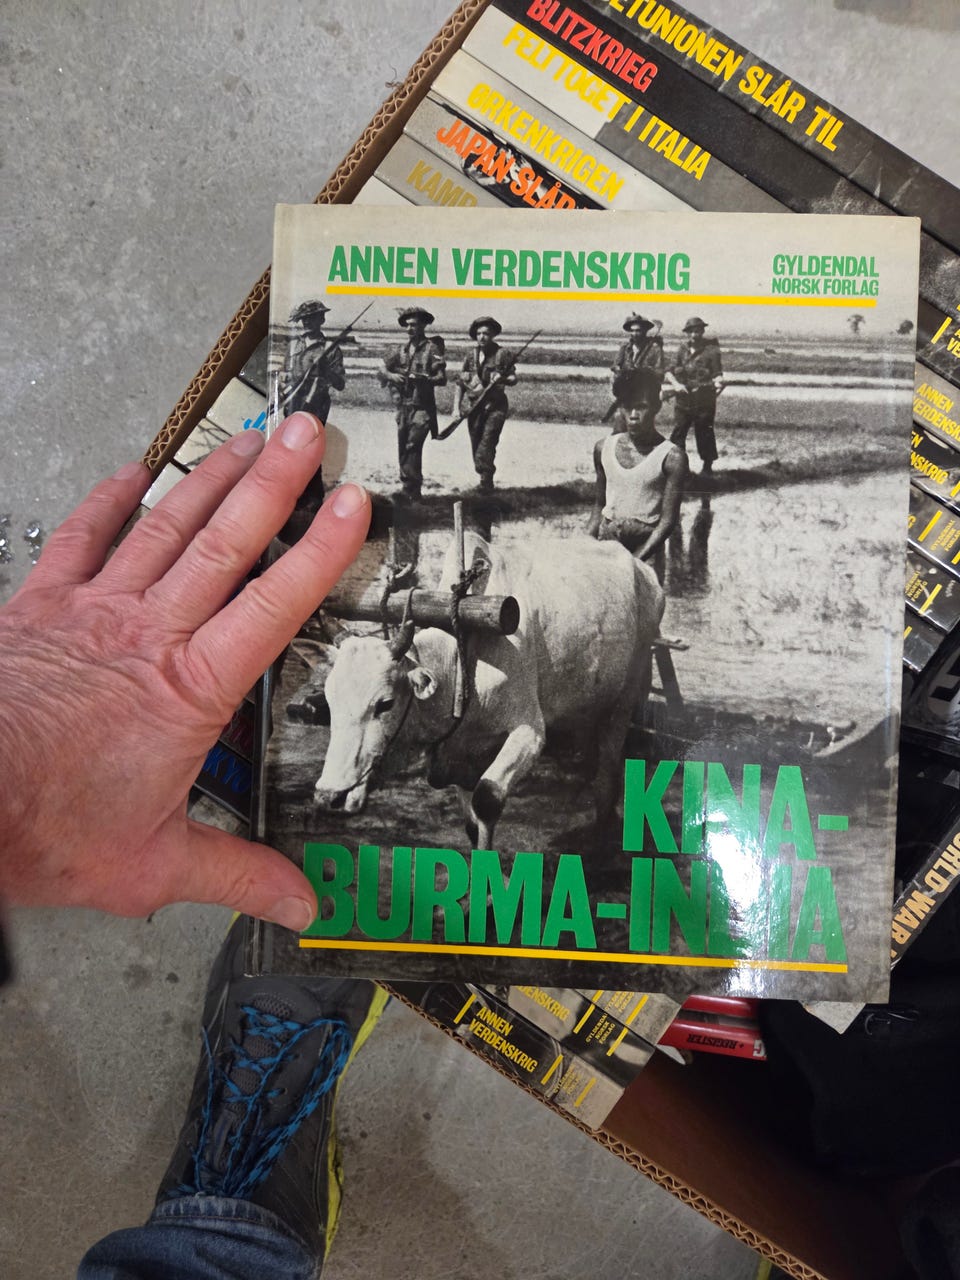 SLÅR TIL
BLITZKRIEG
FELTTOGET I ITALIA
ØRKENKRIGEN
JAPAN SLÅR
ANNEN VERDENSKRIG
GYLDENDAL
NORSK FORLAG
KINA-
BURMA-INDIA
ANNEN
VERDENSKRIG
ANNEN
VERDENSKRIG
+ REGISTER